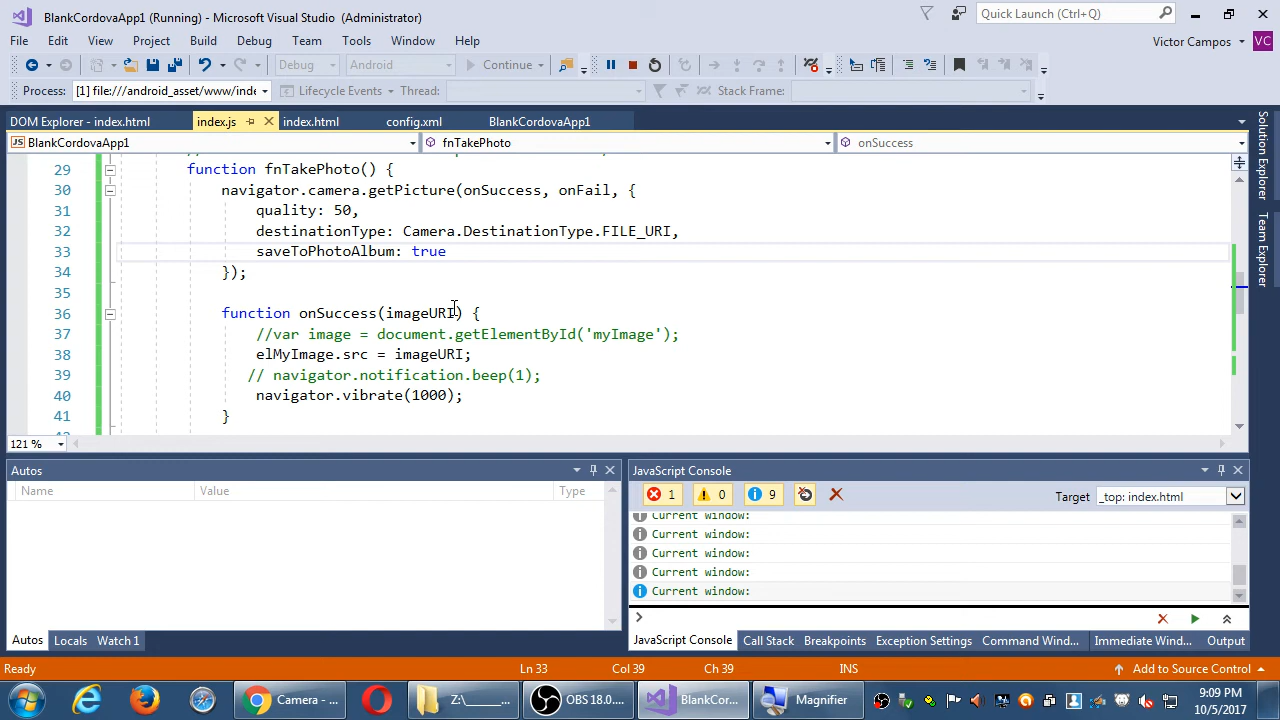 BlankCordovaApp1 (Running) - Microsoft Visual Studio (Administrator)
Quick Launch (Ctrl+Q)
File Edit View Project Build Debug Team Tools Window Help
Victor Campos VC
Debug Android Continue
Process: [1] file:///android_asset/www/inde Lifecycle Events Thread: Stack Frame:
DOM Explorer - index.html index.js index.html config.xml BlankCordovaApp1
BlankCordovaApp1 fnTakePhoto onSuccess
29 function fnTakePhoto() {
30 navigator.camera.getPicture(onSuccess, onFail, {
31 quality: 50,
32 destinationType: Camera.DestinationType.FILE_URI,
33 saveToPhotoAlbum: true
34 });
35
36 function onSuccess(imageURI) {
37 //var image = document.getElementById('myImage');
38 elMyImage.src = imageURI;
39 // navigator.notification.beep(1);
40 navigator.vibrate(1000);
41 }
121 %
Solution Explorer
Team Explorer
Autos
Name Value Type
Autos Locals Watch 1
JavaScript Console
1 0 9 Target _top: index.html
Current window:
Current window:
Current window:
Current window:
Current window:
JavaScript Console Call Stack Breakpoints Exception Settings Command Wind... Immediate Wind... Output
Ready Ln 33 Col 39 Ch 39 INS Add to Source Control
Camera - ... Z:\______... OBS 18.0.... BlankCor... Magnifier
9:09 PM
10/5/2017